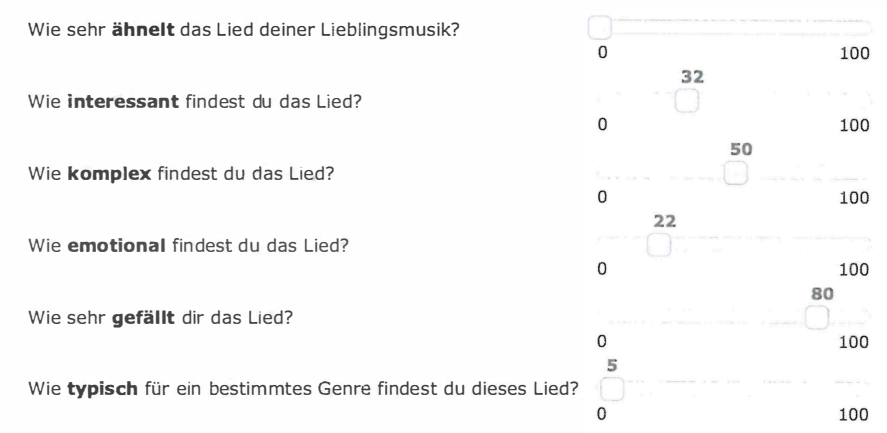 Wie sehr ähnelt das Lied deiner Lieblingsmusik?
0 100
32
Wie interessant findest du das Lied?
0 100
50
Wie komplex findest du das Lied?
0 100
22
Wie emotional findest du das Lied?
0 100
80
Wie sehr gefällt dir das Lied?
0 100
5
Wie typisch für ein bestimmtes Genre findest du dieses Lied?
0 100